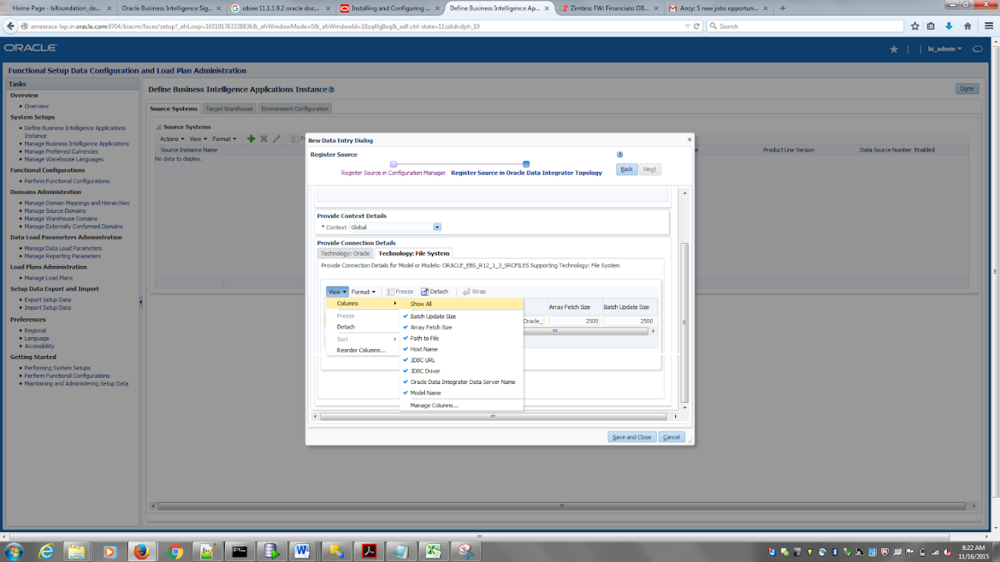 Home Page - bifoundation_do...
Oracle Business Intelligence Sig...
obiee 11.1.1.9.2 oracle doc...
Installing and Configuring ...
Define Business Intelligence Ap...
Zimbra: FW: Financials: OB...
Anzy: 5 new jobs opportun...
ameerasa-lap.in.oracle.com:9704/biacm/faces/setup?_afrLoop=165191763338836&_afrWindowMode=0&_afrWindowId=18zq4lg8xq&_adf.ctrl-state=11szkdvdph_10
Search
ORACLE
bi_admin
Functional Setup Data Configuration and Load Plan Administration
Tasks
Overview
Overview
System Setups
Define Business Intelligence Applications
Instance
Manage Business Intelligence Applications
Manage Preferred Currencies
Manage Warehouse Languages
Functional Configurations
Perform Functional Configurations
Domains Administration
Manage Domain Mappings and Hierarchies
Manage Source Domains
Manage Warehouse Domains
Manage Externally Conformed Domains
Data Load Parameters Administration
Manage Data Load Parameters
Manage Reporting Parameters
Load Plans Administration
Manage Load Plans
Setup Data Export and Import
Export Setup Data
Import Setup Data
Preferences
Regional
Language
Accessibility
Getting Started
Performing System Setups
Perform Functional Configurations
Maintaining and Administering Setup Data
Define Business Intelligence Applications Instance
Done
Source Systems
Target Warehouse
Environment Configuration
Source Systems
Actions
View
Format
Source Instance Name
Product Line Version
Data Source Number
Enabled
No data to display.
New Data Entry Dialog
Register Source
Register Source in Configuration Manager
Register Source in Oracle Data Integrator Topology
Back
Next
Provide Context Details
* Context Global
Provide Connection Details
Technology: Oracle
Technology: File System
Provide Connection Details for Model or Models: ORACLE_EBS_R12_1_3_SRCFILES Supporting Technology: File System
View
Format
Freeze
Detach
Wrap
Array Fetch Size
Batch Update Size
Oracle_
2500
2500
Columns
Freeze
Detach
Sort
Reorder Columns...
Show All
Batch Update Size
Array Fetch Size
Path to File
Host Name
JDBC URL
JDBC Driver
Oracle Data Integrator Data Server Name
Model Name
Manage Columns...
Save and Close
Cancel
8:22 AM
11/16/2015